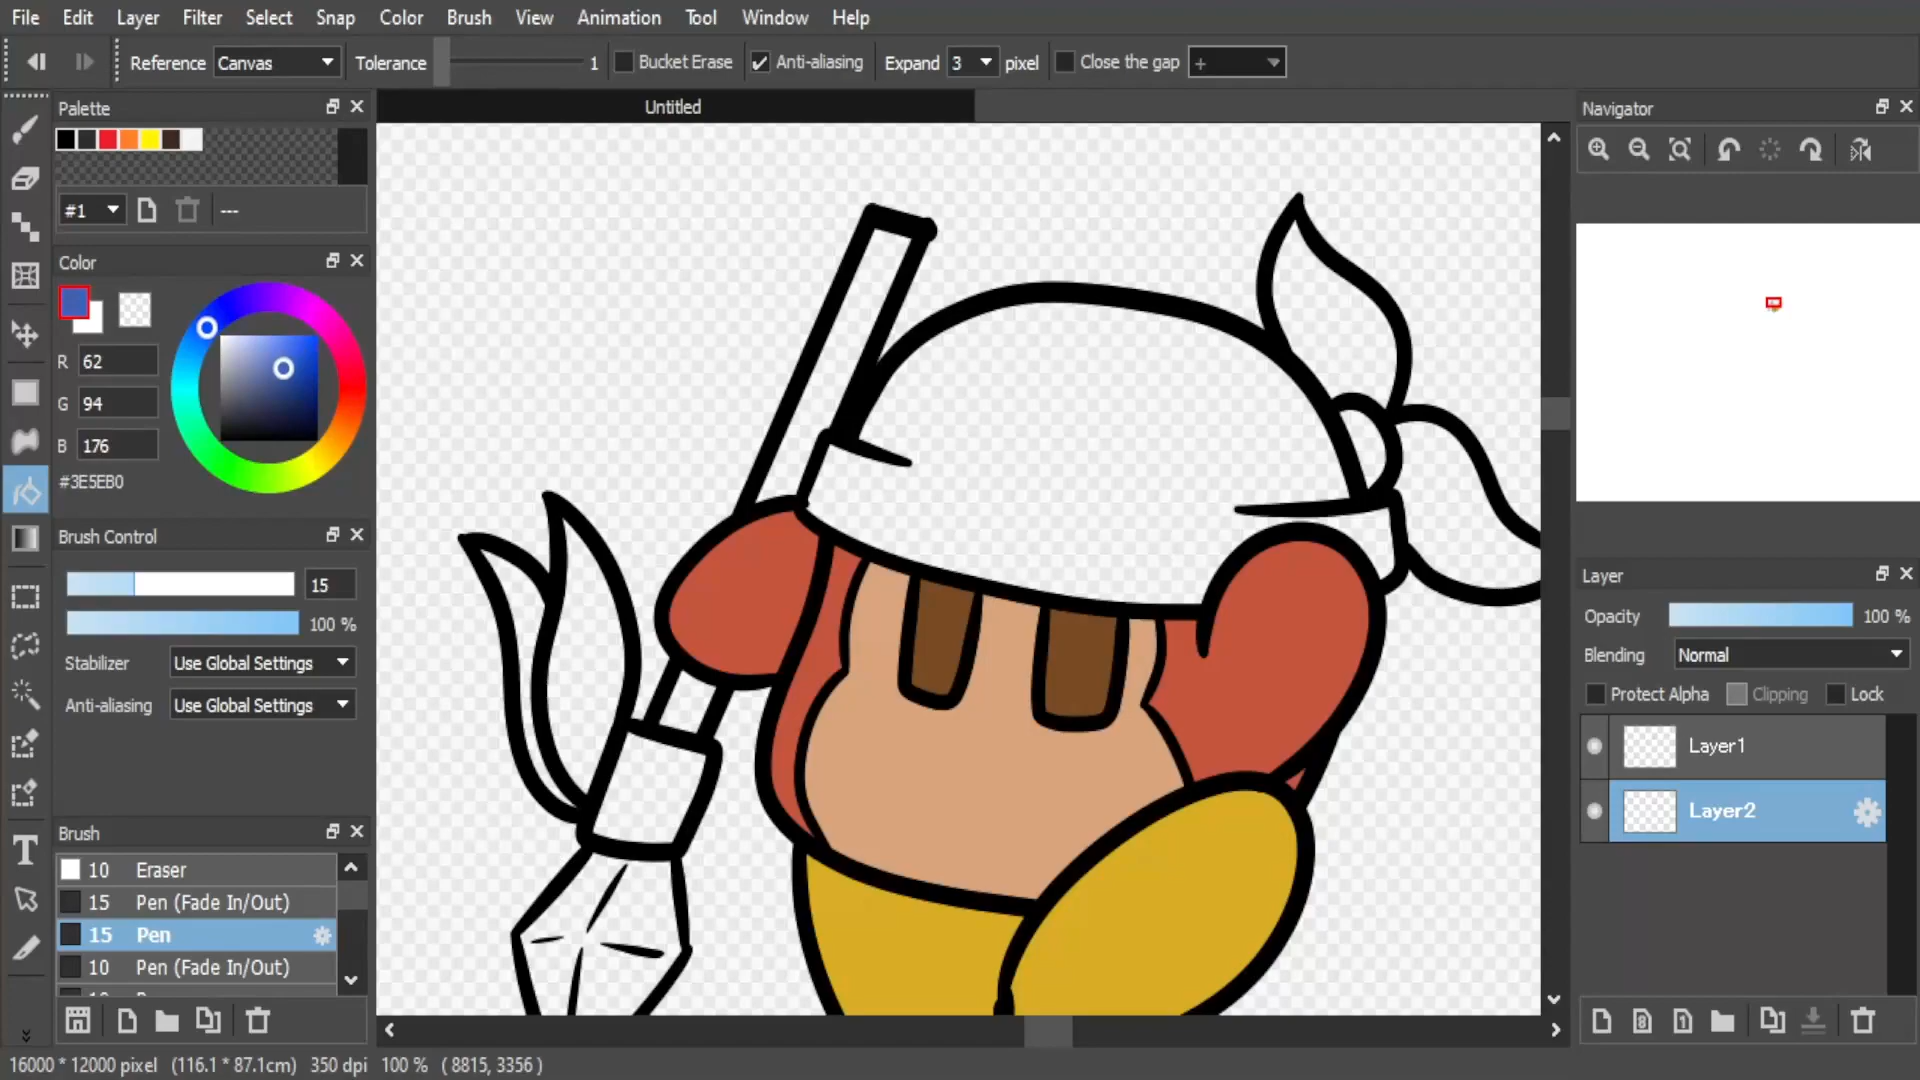 File Edit Layer Filter Select Snap Color Brush View Animation Tool Window Help
Reference Canvas Tolerance 1 Bucket Erase Anti-aliasing Expand 3 pixel Close the gap +
Palette
#1 ---
Color
R 62
G 94
B 176
#3E5EB0
Brush Control
15
100 %
Stabilizer Use Global Settings
Anti-aliasing Use Global Settings
Brush
10 Eraser
15 Pen (Fade In/Out)
15 Pen
10 Pen (Fade In/Out)
Untitled
Navigator
Layer
Opacity 100 %
Blending Normal
Protect Alpha Clipping Lock
Layer1
Layer2
8 1
T
16000 * 12000 pixel (116.1 * 87.1cm) 350 dpi 100 % ( 8815, 3356 )